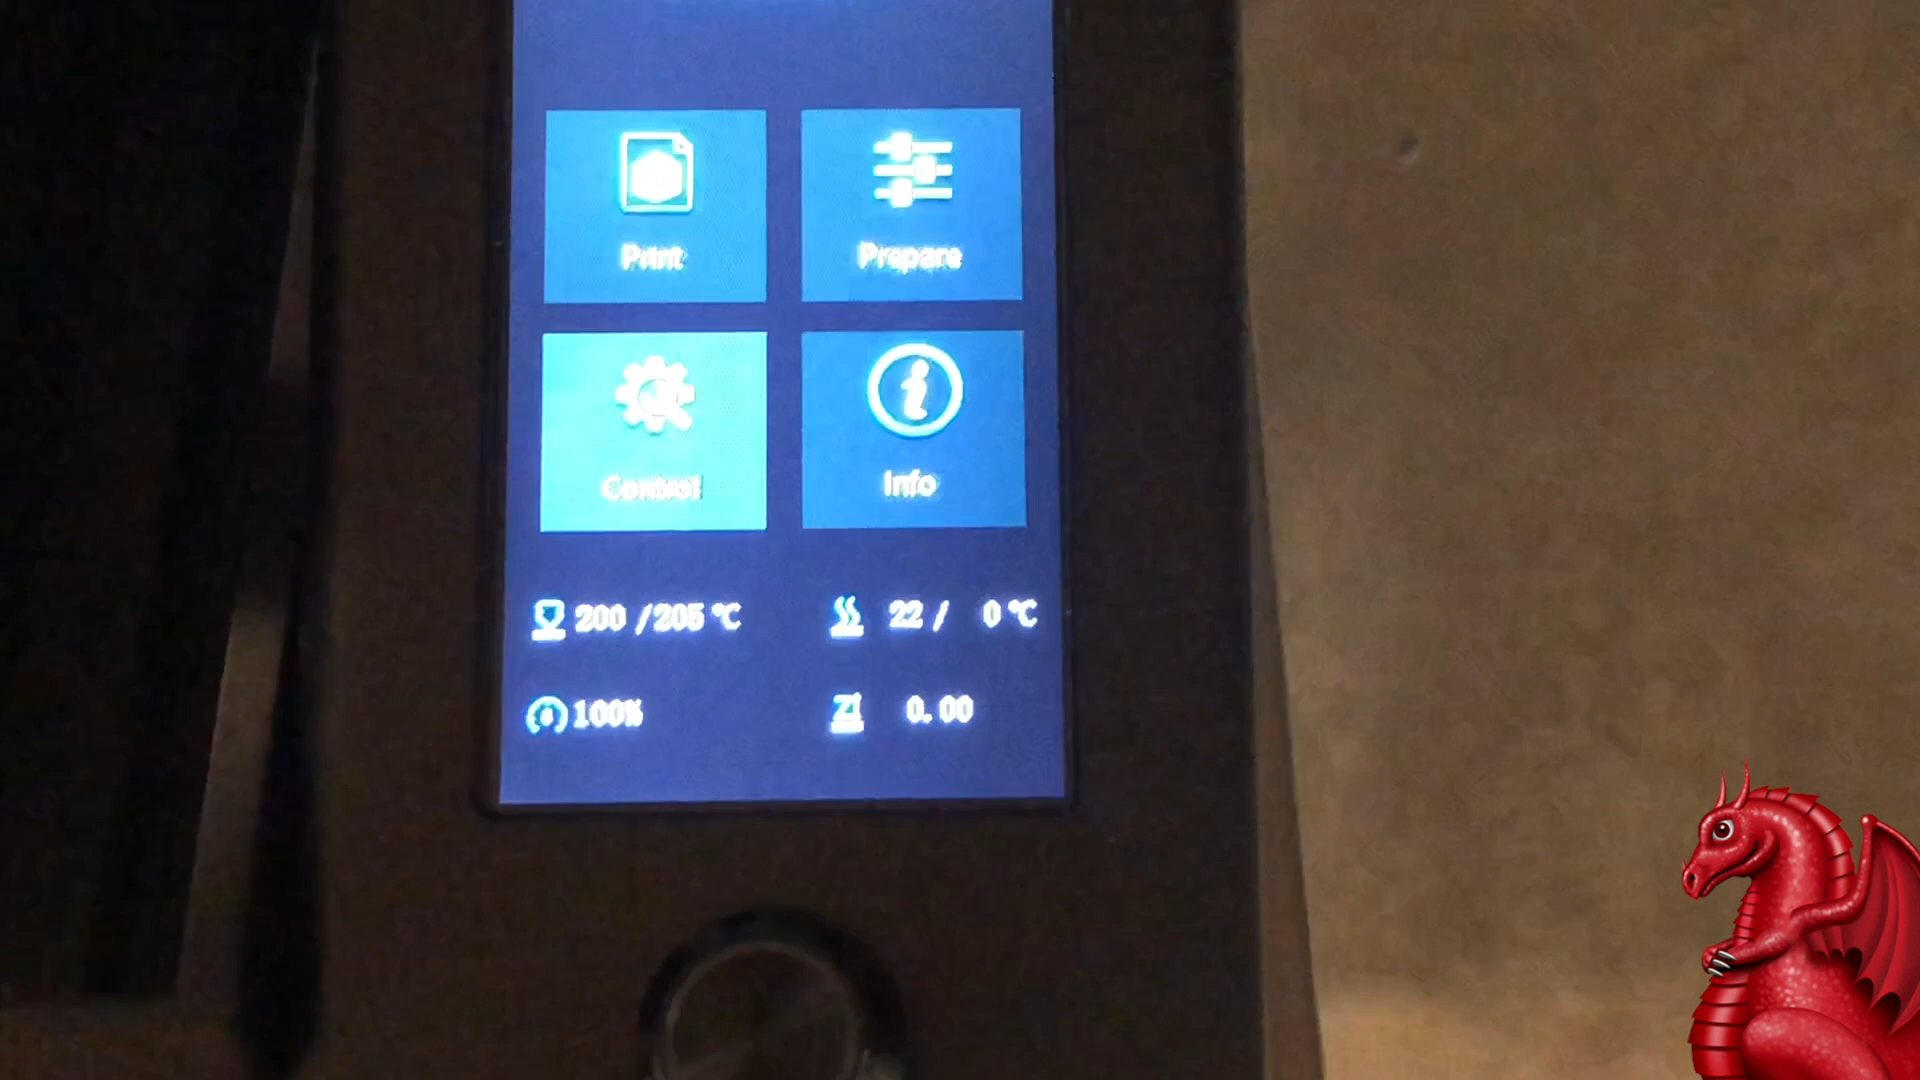 Print
Prepare
Control
Info
200 /205 ℃
22 / 0 ℃
100%
Z 0.00